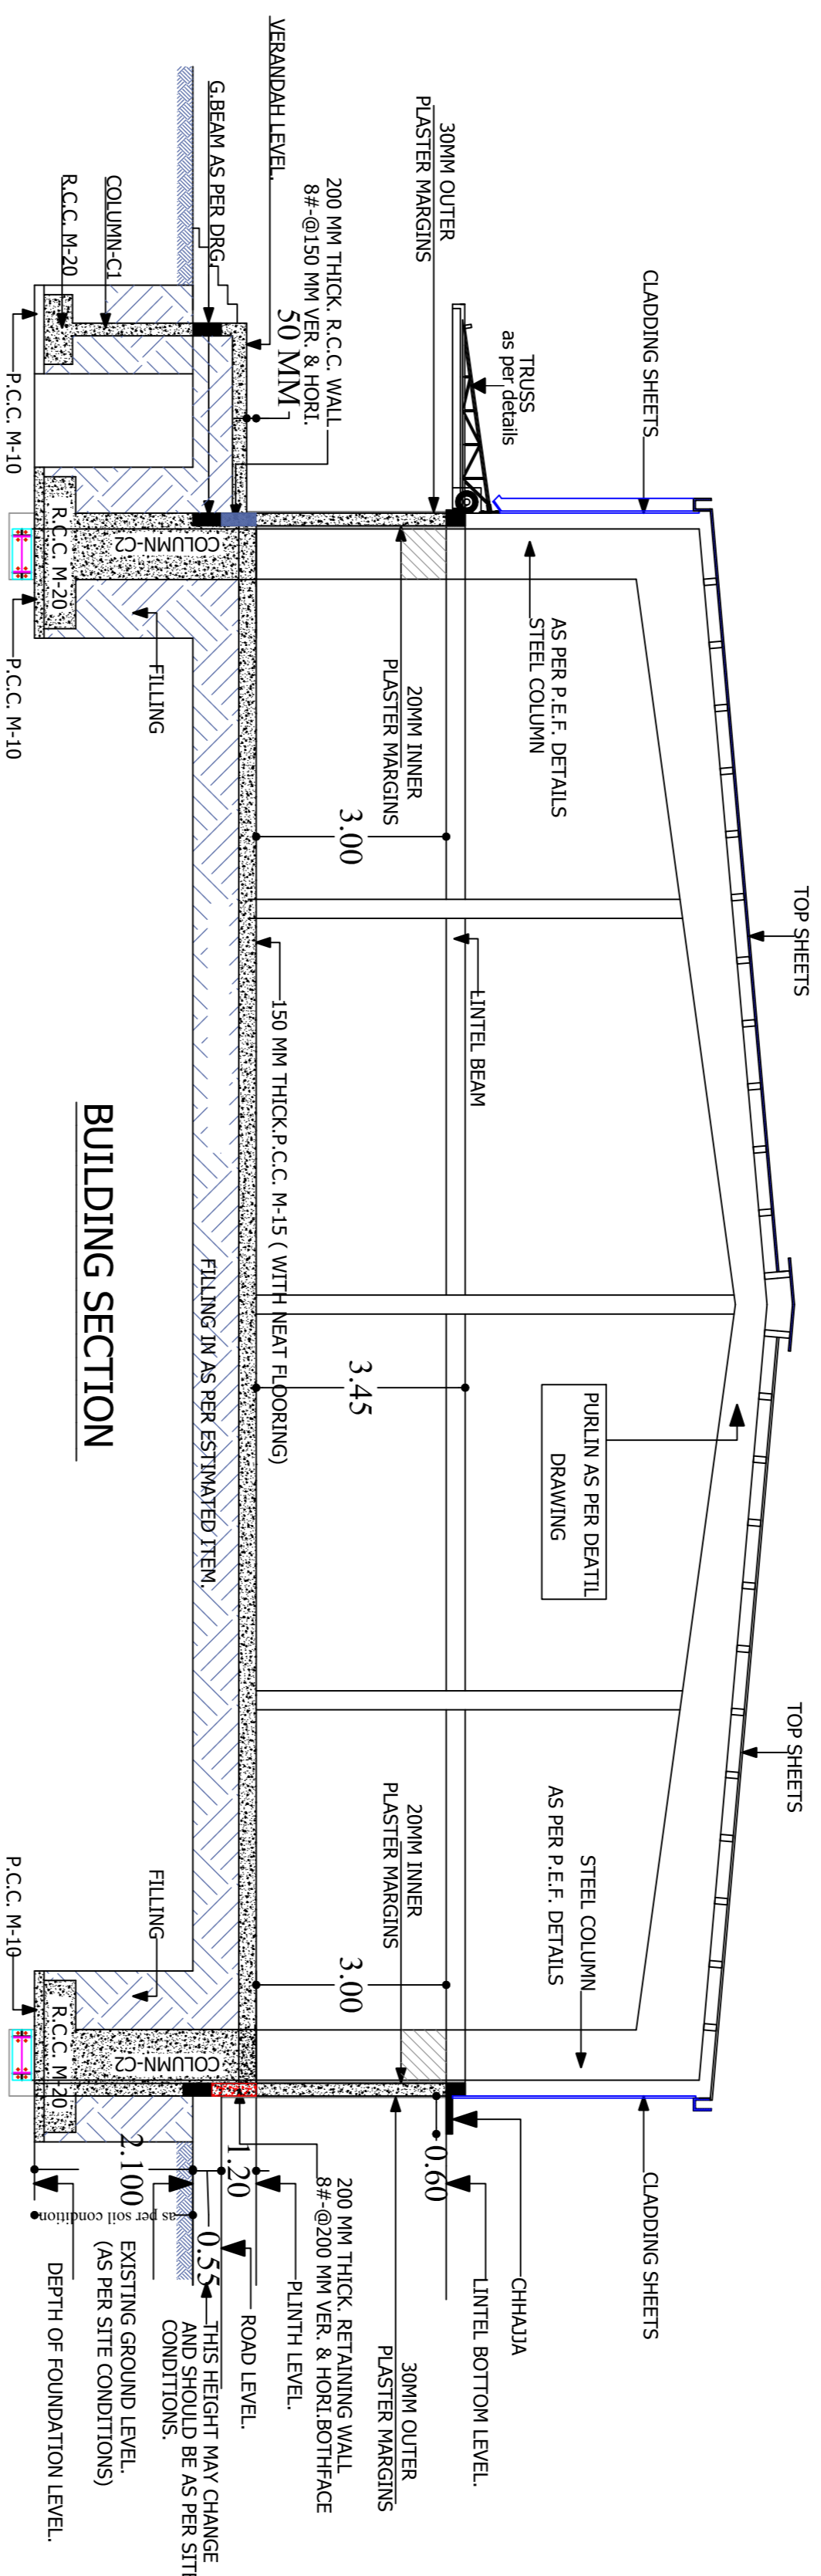 VERANDAH LEVEL.
G.BEAM AS PER DRG.
COLUMN-C1
R.C.C. M-20
P.C.C. M-10
200 MM THICK. R.C.C. WALL
8#-@150 MM VER. & HORI.
50 MM
30MM OUTER
PLASTER MARGINS
TRUSS
as per details
CLADDING SHEETS
R.C.C. M-20
COLUMN-C2
P.C.C. M-10
FILLING
20MM INNER
PLASTER MARGINS
AS PER P.E.F. DETAILS
STEEL COLUMN
3.00
TOP SHEETS
LINTEL BEAM
150 MM THICK.P.C.C. M-15 ( WITH NEAT FLOORING)
FILLING IN AS PER ESTIMATED ITEM.
BUILDING SECTION
3.45
PURLIN AS PER DEATIL
DRAWING
TOP SHEETS
20MM INNER
PLASTER MARGINS
STEEL COLUMN
AS PER P.E.F. DETAILS
3.00
FILLING
P.C.C. M-10
R.C.C. M-20
COLUMN-C2
CLADDING SHEETS
0.60
CHHAJJA
LINTEL BOTTOM LEVEL.
30MM OUTER
PLASTER MARGINS
200 MM THICK. RETAINING WALL
8#-@200 MM VER. & HORI.BOTHFACE
1.20
PLINTH LEVEL.
ROAD LEVEL.
0.55
THIS HEIGHT MAY CHANGE
AND SHOULD BE AS PER SITE
CONDITIONS.
2.100
as per soil condition
EXISTING GROUND LEVEL.
(AS PER SITE CONDITIONS)
DEPTH OF FOUNDATION LEVEL.